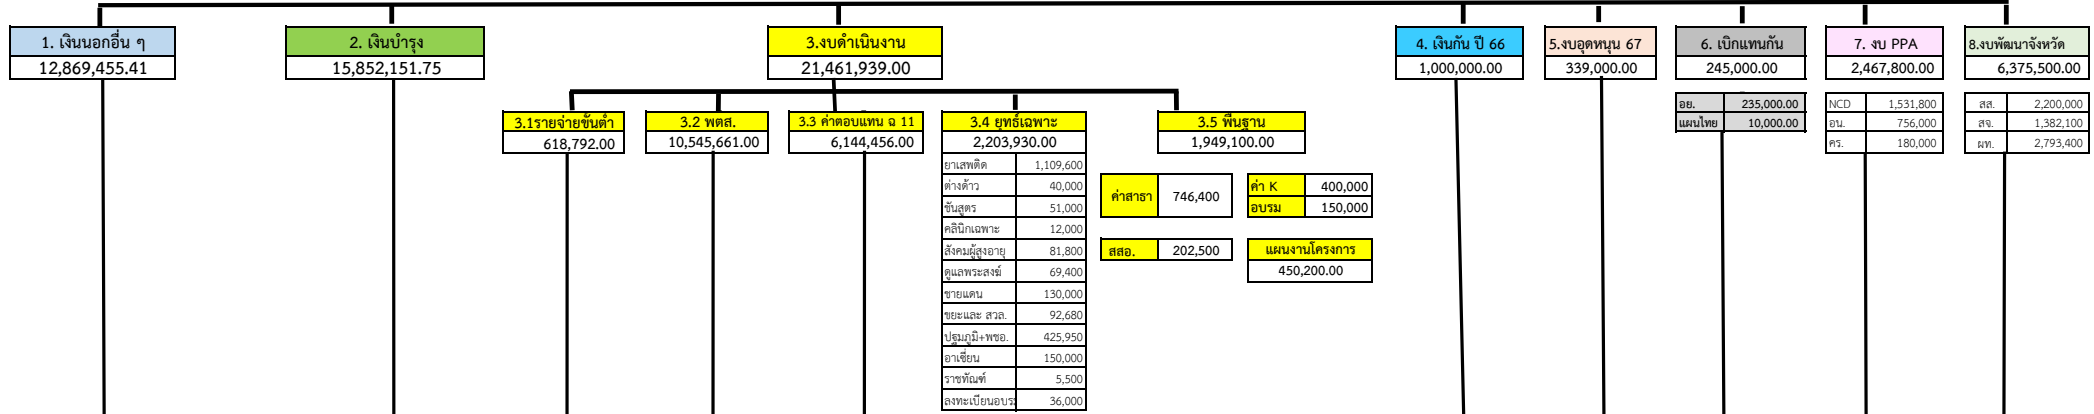 1. เงินนอกอื่น ๆ
12,869,455.41
2. เงินบำรุง
15,852,151.75
3.งบดำเนินงาน
21,461,939.00
4. เงินกัน ปี 66
1,000,000.00
5.งบอุดหนุน 67
339,000.00
6. เบิกแทนกัน
245,000.00
7. งบ PPA
2,467,800.00
8.งบพัฒนาจังหวัด
6,375,500.00
3.1รายจ่ายขั้นต่ำ
618,792.00
3.2 พตส.
10,545,661.00
3.3 ค่าตอบแทน ฉ 11
6,144,456.00
3.4 ยุทธ์เฉพาะ
2,203,930.00
ยาเสพติด 1,109,600
ต่างด้าว 40,000
ชันสูตร 51,000
คลินิกเฉพาะ 12,000
สังคมผู้สูงอายุ 81,800
ดูแลพระสงฆ์ 69,400
ชายแดน 130,000
ขยะและ สวล. 92,680
ปฐมภูมิ+พชอ. 425,950
อาเซี่ยน 150,000
ราชทัณฑ์ 5,500
ลงทะเบียนอบร 36,000
3.5 พื้นฐาน
1,949,100.00
ค่าสาธา 746,400
ค่า K 400,000
อบรม 150,000
สสอ. 202,500
แผนงานโครงการ
450,200.00
อย. 235,000.00
แผนไทย 10,000.00
NCD 1,531,800
อน. 756,000
คร. 180,000
สส. 2,200,000
สจ. 1,382,100
ผท. 2,793,400